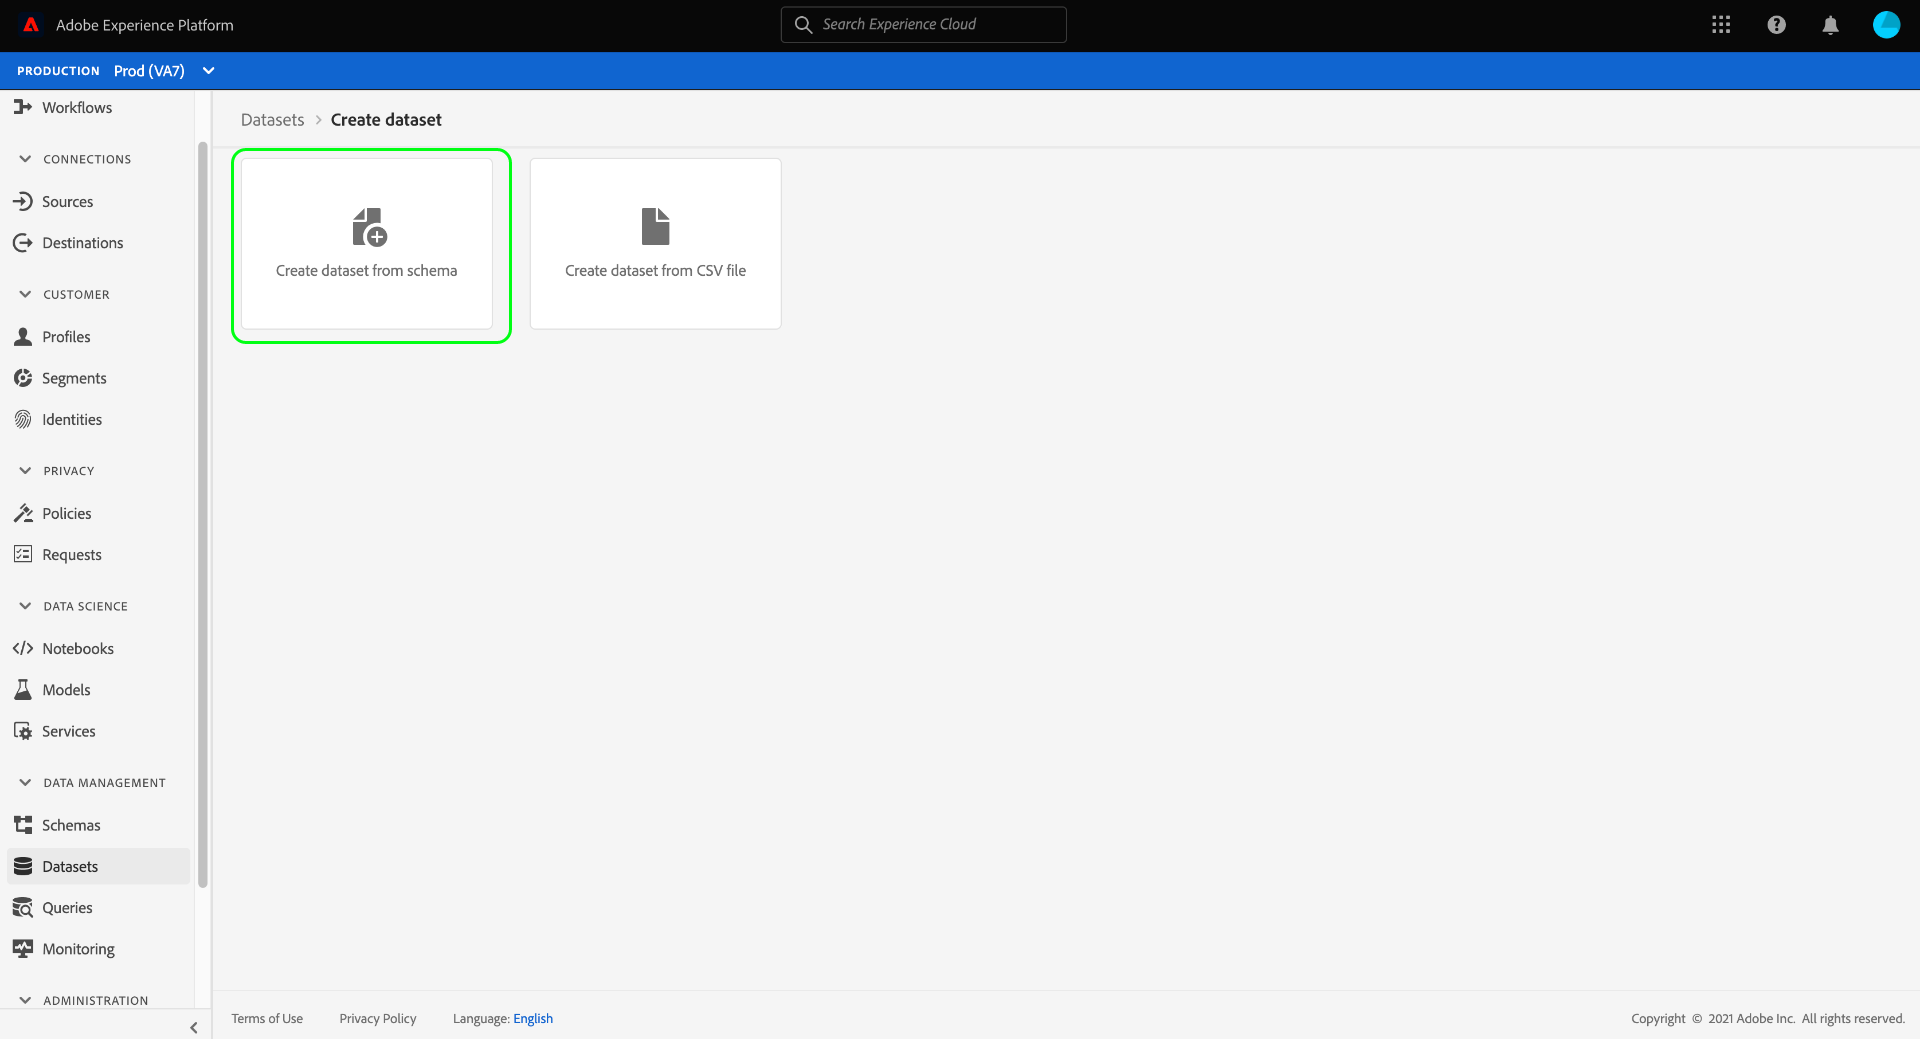 Adobe Experience Platform
Search Experience Cloud
PRODUCTION Prod (VA7)
Workflows
CONNECTIONS
Sources
Destinations
CUSTOMER
Profiles
Segments
Identities
PRIVACY
Policies
Requests
DATA SCIENCE
Notebooks
Models
Services
DATA MANAGEMENT
Schemas
Datasets
Queries
Monitoring
ADMINISTRATION
Datasets > Create dataset
Create dataset from schema
Create dataset from CSV file
Terms of Use Privacy Policy Language: English
Copyright © 2021 Adobe Inc. All rights reserved.